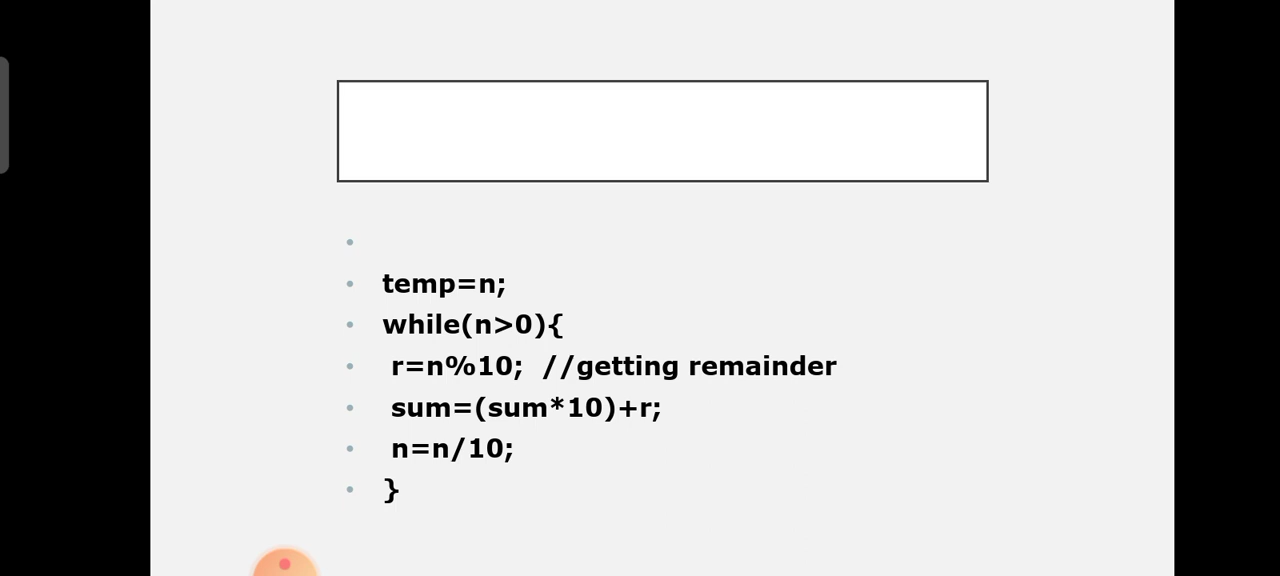 temp=n;
while(n>0){
r=n%10;  //getting remainder
sum=(sum*10)+r;
n=n/10;
}